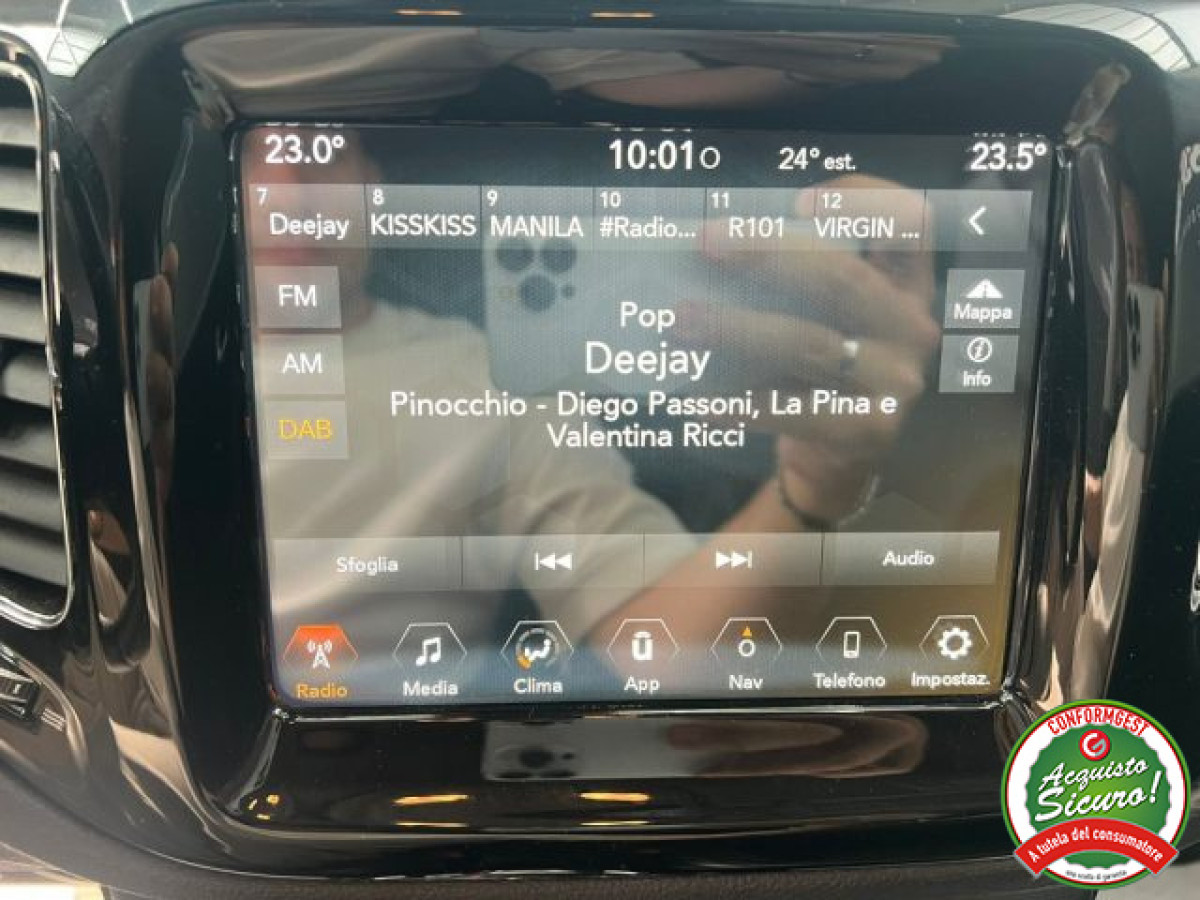 23.0° 10:01 24° est. 23.5°
7 8 9 10 11 12
Deejay KISSKISS MANILA #Radio... R101 VIRGIN ...
FM
Mappa
AM
Info
DAB
Pop
Deejay
Pinocchio - Diego Passoni, La Pina e
Valentina Ricci
Sfoglia Audio
Radio Media Clima App Nav Telefono Impostaz.
CONFORMGEST
Acquisto
Sicuro!
A tutela del consumatore